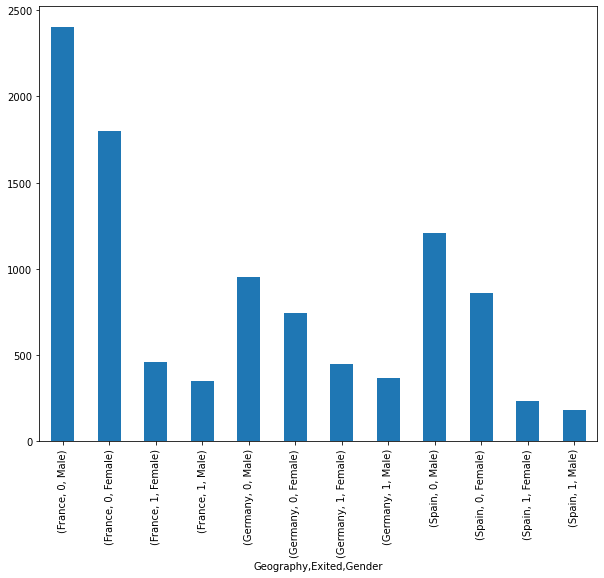 2500
2000
1500
1000
500
0
(France, 0, Male)
(France, 0, Female)
(France, 1, Female)
(France, 1, Male)
(Germany, 0, Male)
(Germany, 0, Female)
(Germany, 1, Female)
(Germany, 1, Male)
(Spain, 0, Male)
(Spain, 0, Female)
(Spain, 1, Female)
(Spain, 1, Male)
Geography,Exited,Gender